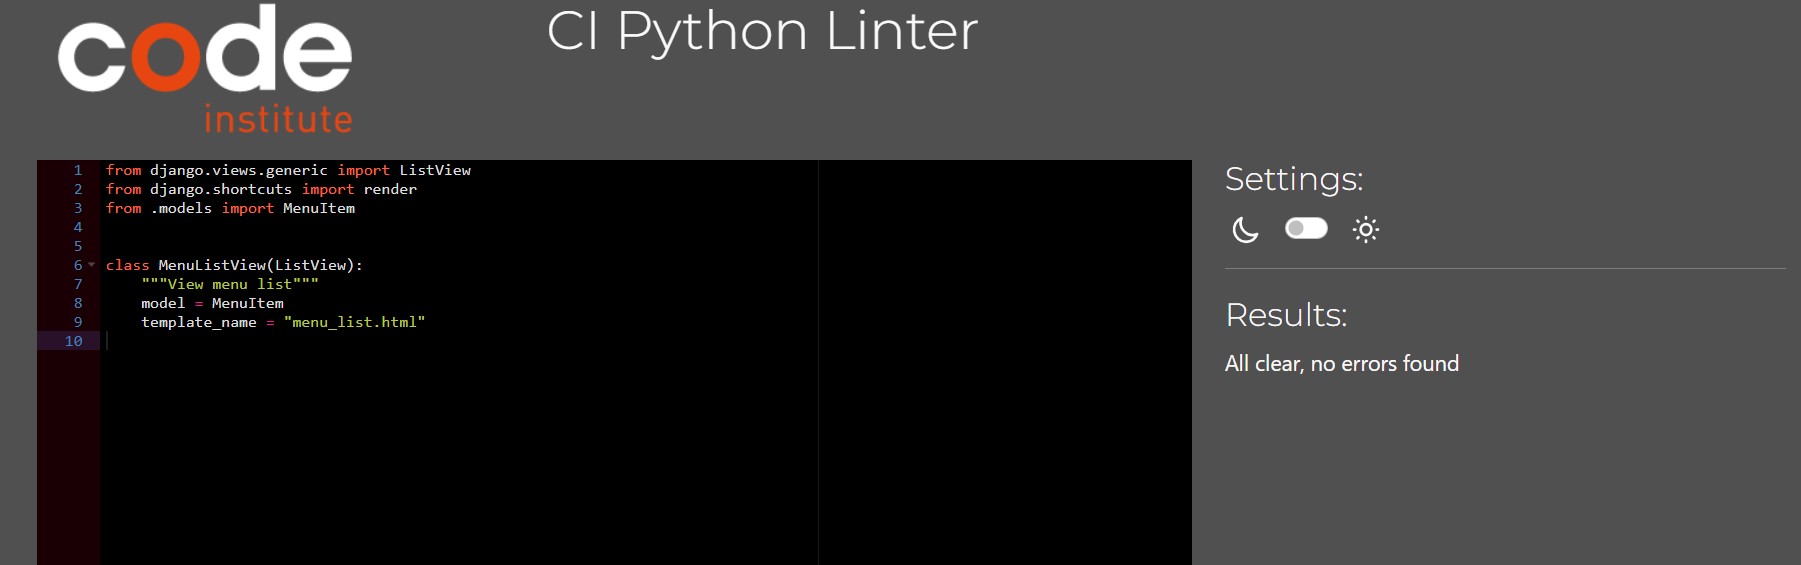 code
institute
CI Python Linter
1 from django.views.generic import ListView
2 from django.shortcuts import render
3 from .models import MenuItem
4
5
6 class MenuListView(ListView):
7     """View menu list"""
8     model = MenuItem
9     template_name = "menu_list.html"
10
Settings:
Results:
All clear, no errors found